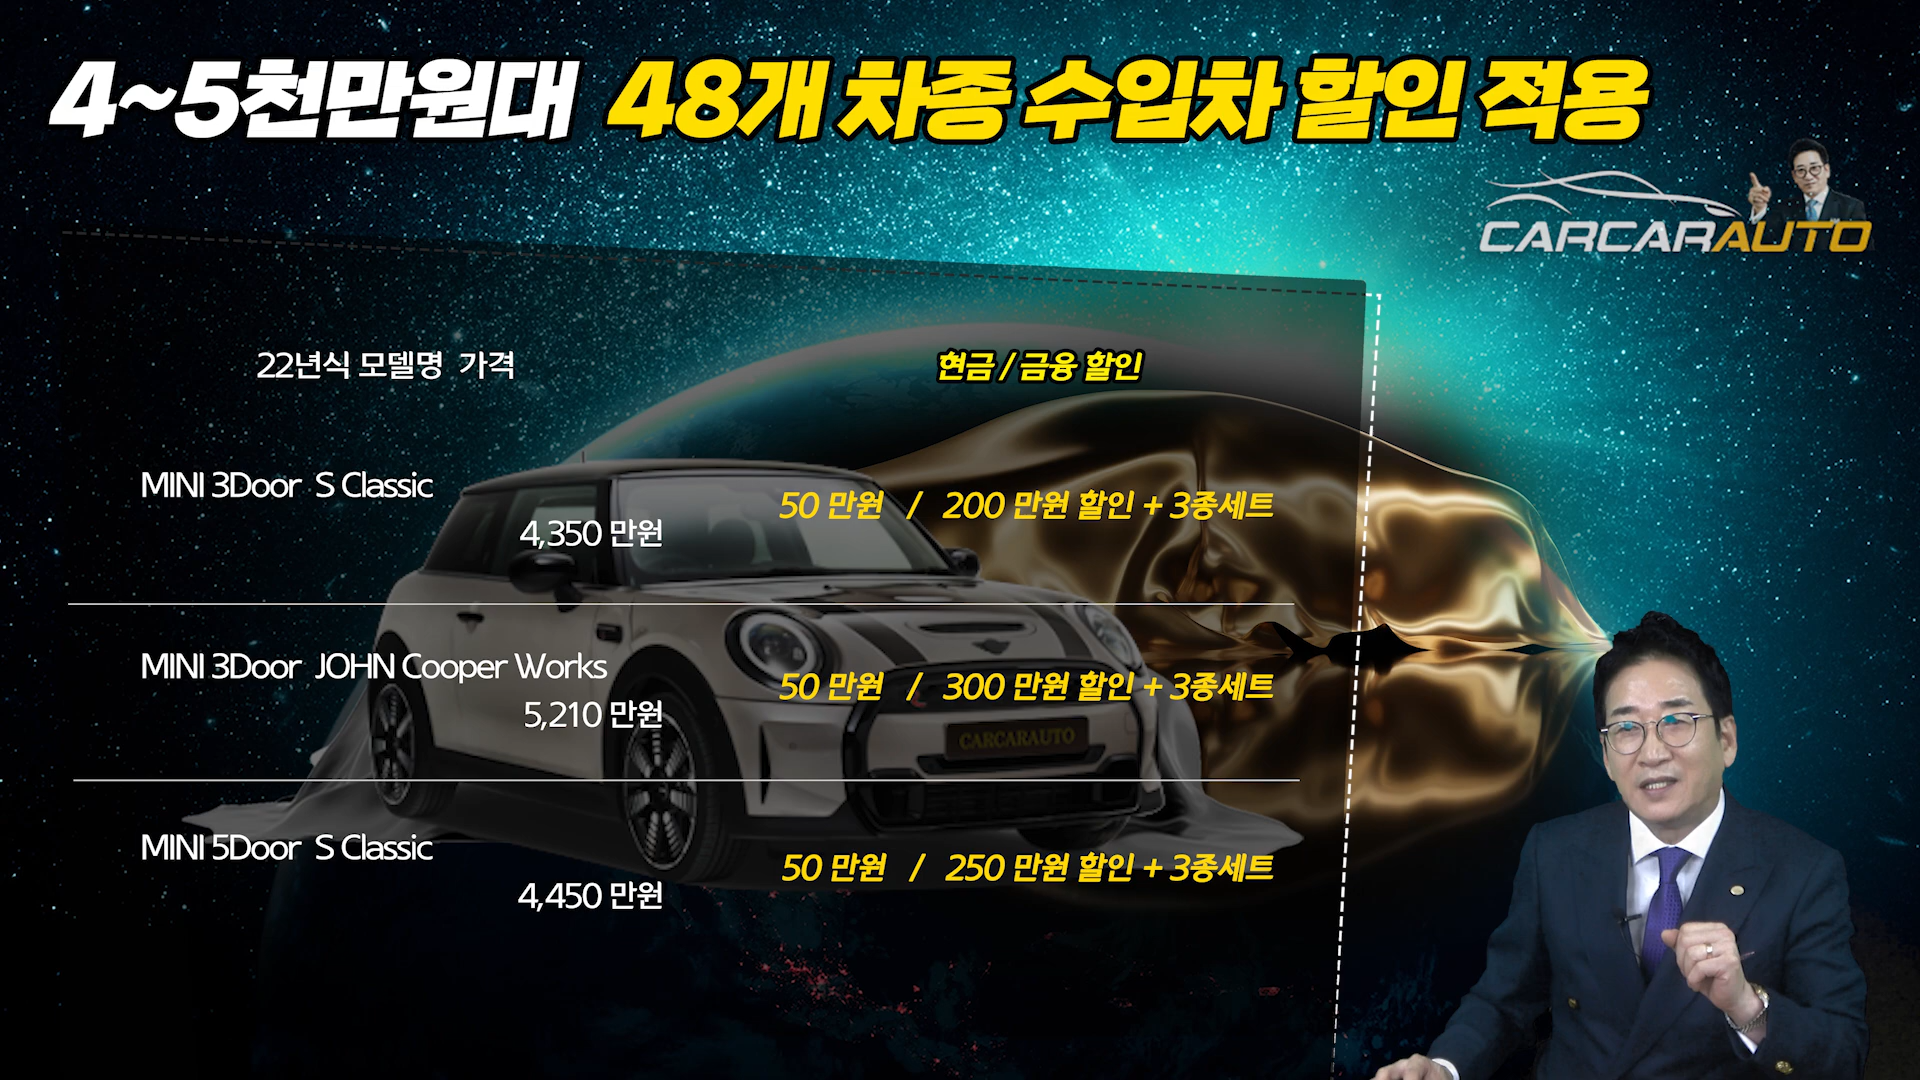 4~5천만원대 48개 차종 수입차 할인 적용
CARCARAUTO
22년식 모델명 가격
현금 / 금융 할인
MINI 3Door S Classic
4,350 만원
50 만원 / 200 만원 할인 + 3종세트
MINI 3Door JOHN Cooper Works
5,210 만원
50 만원 / 300 만원 할인 + 3종세트
CARCARAUTO
MINI 5Door S Classic
4,450 만원
50 만원 / 250 만원 할인 + 3종세트